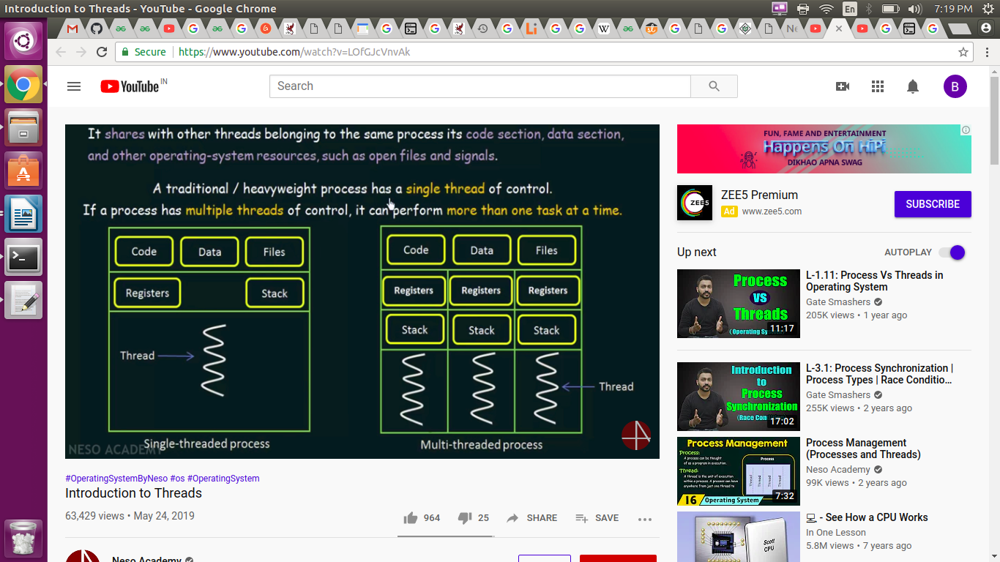 Introduction to Threads - YouTube - Google Chrome
En
7:19 PM
Secure
https://www.youtube.com/watch?v=LOfGJcVnvAk
YouTube IN
Search
B
It shares with other threads belonging to the same process its code section, data section,
and other operating-system resources, such as open files and signals.
A traditional / heavyweight process has a single thread of control.
If a process has multiple threads of control, it can perform more than one task at a time.
Code Data Files
Registers Stack
Thread
Single-threaded process
Code Data Files
Registers Registers Registers
Stack Stack Stack
Thread
Multi-threaded process
NESO ACADEMY
#OperatingSystemByNeso #os #OperatingSystem
Introduction to Threads
63,429 views • May 24, 2019
964 25 SHARE SAVE
Neso Academy
FUN, FAME AND ENTERTAINMENT
Happens On HiPi
DIKHAO APNA SWAG
ZEE5
ZEE5 Premium
Ad www.zee5.com
SUBSCRIBE
Up next
AUTOPLAY
Process
VS
Threads
11:17
L-1.11: Process Vs Threads in
Operating System
Gate Smashers
205K views • 1 year ago
Introduction
to
Process
Synchronization
17:02
L-3.1: Process Synchronization |
Process Types | Race Conditio...
Gate Smashers
255K views • 2 years ago
Process Management
Process:
A process can be thought
of as a program in execution.
Thread:
A thread is the unit of execution
within a process. A process can have
anywhere from just one thread to
Process
Thread Thread Thread Thread
16 Operating System
7:32
Process Management
(Processes and Threads)
Neso Academy
99K views • 2 years ago
Scott
CPU
- See How a CPU Works
In One Lesson
5.8M views • 7 years ago